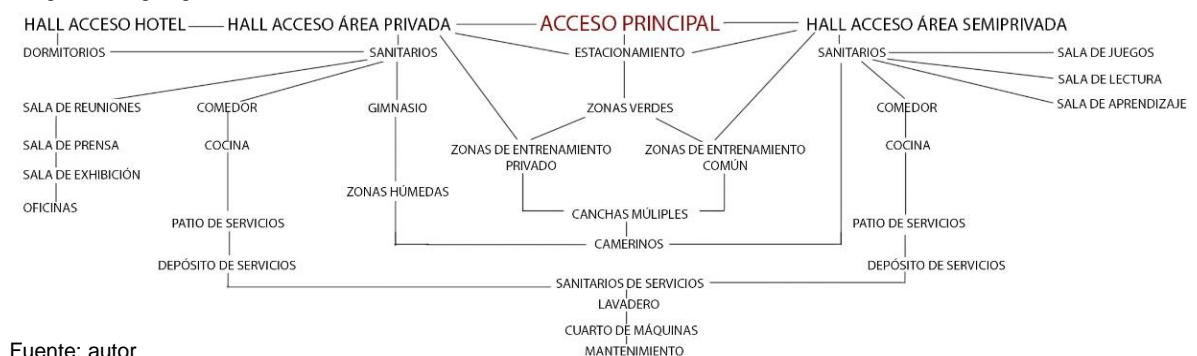 HALL ACCESO HOTEL HALL ACCESO ÁREA PRIVADA ACCESO PRINCIPAL HALL ACCESO ÁREA SEMIPRIVADA
DORMITORIOS SANITARIOS ESTACIONAMIENTO SANITARIOS SALA DE JUEGOS
SALA DE LECTURA
SALA DE REUNIONES COMEDOR GIMNASIO ZONAS VERDES COMEDOR SALA DE APRENDIZAJE
SALA DE PRENSA COCINA ZONAS DE ENTRENAMIENTO ZONAS DE ENTRENAMIENTO COCINA
PRIVADO COMÚN
SALA DE EXHIBICIÓN
ZONAS HÚMEDAS
OFICINAS
CANCHAS MÚLIPLES
PATIO DE SERVICIOS PATIO DE SERVICIOS
CAMERINOS
DEPÓSITO DE SERVICIOS DEPÓSITO DE SERVICIOS
SANITARIOS DE SERVICIOS
LAVADERO
CUARTO DE MÁQUINAS
Fuente: autor
MANTENIMIENTO